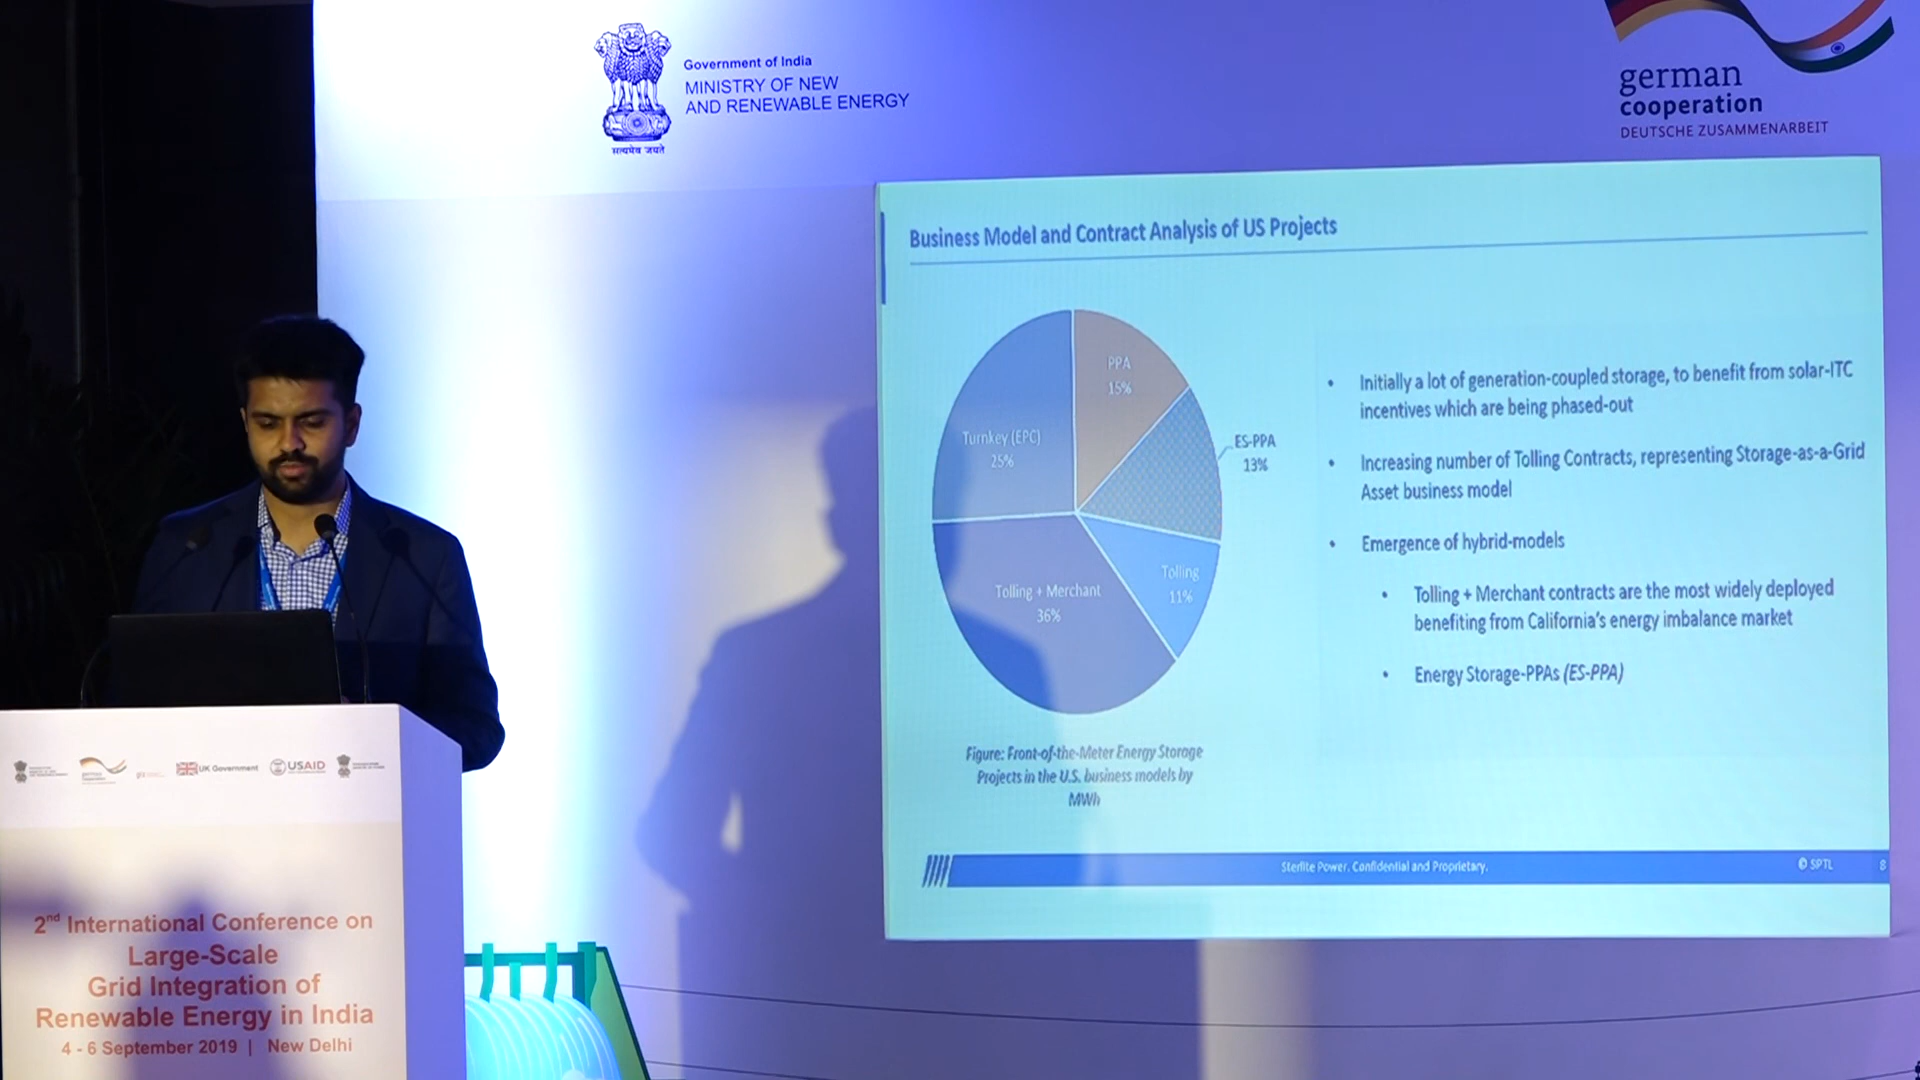 Government of India
MINISTRY OF NEW
AND RENEWABLE ENERGY
सत्यमेव जयते
german
cooperation
DEUTSCHE ZUSAMMENARBEIT
Business Model and Contract Analysis of US Projects
PPA
15%
ES-PPA
13%
Turnkey (EPC)
25%
Tolling
11%
Tolling + Merchant
36%
Figure: Front-of-the-Meter Energy Storage
Projects in the U.S. business models by
MWh
• Initially a lot of generation-coupled storage, to benefit from solar-ITC
incentives which are being phased-out
• Increasing number of Tolling Contracts, representing Storage-as-a-Grid
Asset business model
• Emergence of hybrid-models
• Tolling + Merchant contracts are the most widely deployed
benefiting from California's energy imbalance market
• Energy Storage-PPAs (ES-PPA)
Sterlite Power. Confidential and Proprietary.
© SPTL
8
german
cooperation
giz
UK Government
USAID
2nd International Conference on
Large-Scale
Grid Integration of
Renewable Energy in India
4 - 6 September 2019 | New Delhi